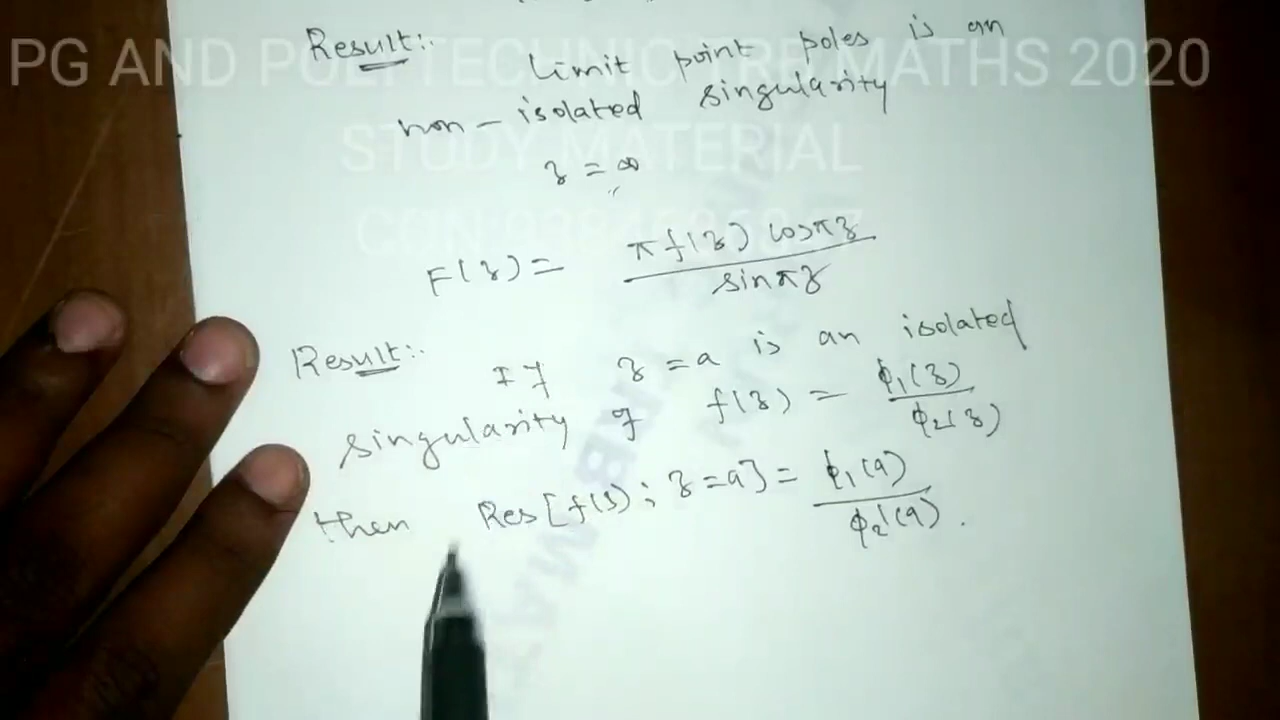 PG AND POLYTECHNIC TRB MATHS 2020
STUDY MATERIAL
Result:-
Limit point poles is an
non-isolated singularity
z = ∞
F(z) = π f(z) cosπz / sinπz
Result:-
If z = a is an isolated
singularity of f(z) = ϕ₁(z) / ϕ₂(z)
then Res[f(z); z=a] = ϕ₁(a) / ϕ₂'(a).